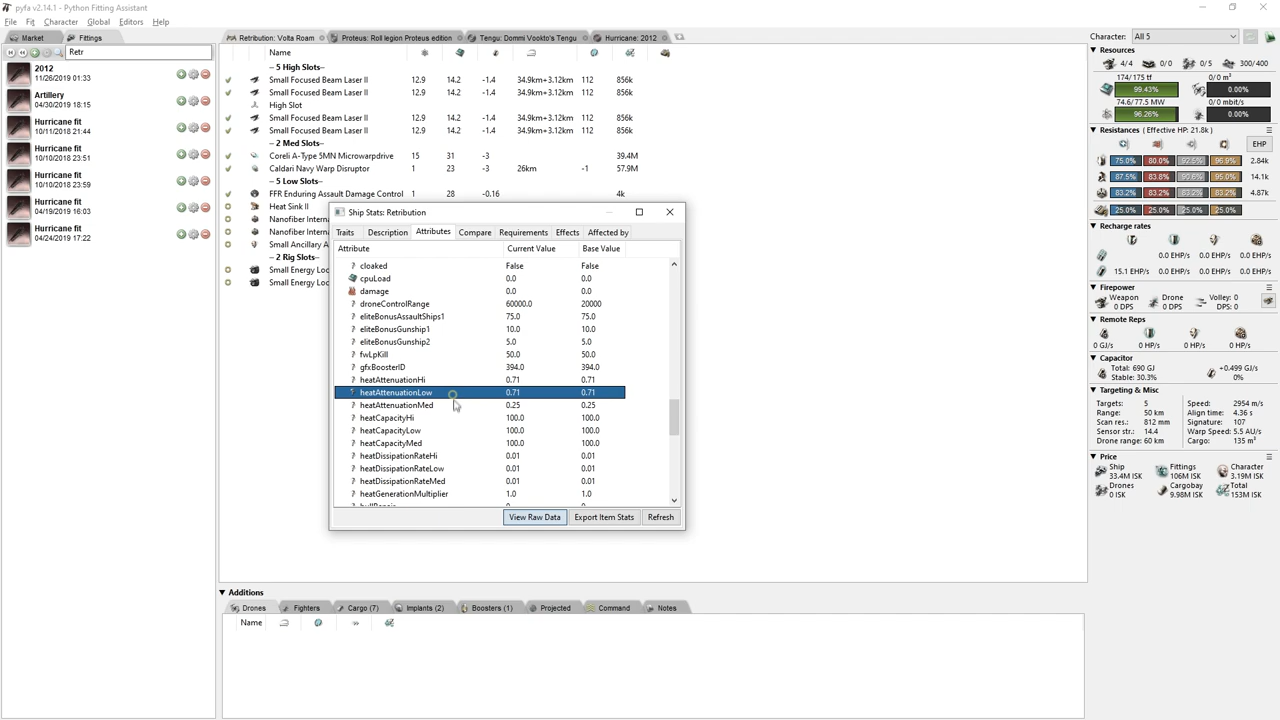 pyfa v2.14.1 - Python Fitting Assistant
File Fit Character Global Edit Help
Market Fittings
Retr
2012
11/26/2019 01:33
Artillery
04/30/2019 18:15
Hurricane fit
10/11/2018 21:44
Hurricane fit
10/10/2018 23:51
Hurricane fit
10/10/2018 23:59
Hurricane fit
04/19/2019 16:03
Hurricane fit
04/24/2019 17:22
Retribution: Volta Roam Proteus: Roll legion Proteus edition Tengu: Dommi Vookto's Tengu Hurricane: 2012
Name
-- 5 High Slots--
Small Focused Beam Laser II 12.9 14.2 -1.4 34.9km+3.12km 112 856k
Small Focused Beam Laser II 12.9 14.2 -1.4 34.9km+3.12km 112 856k
High Slot
Small Focused Beam Laser II 12.9 14.2 -1.4 34.9km+3.12km 112 856k
Small Focused Beam Laser II 12.9 14.2 -1.4 34.9km+3.12km 112 856k
-- 2 Med Slots--
Coreli A-Type 5MN Microwarpdrive 15 31 -3 39.4M
Caldari Navy Warp Disruptor 1 23 -3 26km -1 57.9M
-- 5 Low Slots--
FFR Enduring Assault Damage Control 1 28 -0.16 4k
Heat Sink II
Nanofiber Intern
Nanofiber Intern
Small Ancillary A
-- 2 Rig Slots--
Small Energy Loc
Small Energy Loc
Ship Stats: Retribution
Traits Description Attributes Compare Requirements Effects Affected by
Attribute Current Value Base Value
cloaked False False
cpuLoad 0.0 0.0
damage 0.0 0.0
droneControlRange 60000.0 20000
eliteBonusAssaultShips1 75.0 75.0
eliteBonusGunship1 10.0 10.0
eliteBonusGunship2 5.0 5.0
fwLpKill 50.0 50.0
gfxBoosterID 394.0 394.0
heatAttenuationHi 0.71 0.71
heatAttenuationLow 0.71 0.71
heatAttenuationMed 0.25 0.25
heatCapacityHi 100.0 100.0
heatCapacityLow 100.0 100.0
heatCapacityMed 100.0 100.0
heatDissipationRateHi 0.01 0.01
heatDissipationRateLow 0.01 0.01
heatDissipationRateMed 0.01 0.01
heatGenerationMultiplier 1.0 1.0
View Raw Data Export Item Stats Refresh
Additions
Drones Fighters Cargo (7) Implants (2) Boosters (1) Projected Command Notes
Name
Character: All 5
Resources
4/4 0/0 0/5 300/400
174/175 tf 0/0 m³
99.43% 0.00%
74.6/77.5 MW 0/0 mbit/s
96.26% 0.00%
Resistances ( Effective HP: 21.8k )
EHP
75.0% 80.0% 92.5% 96.9% 2.84k
87.5% 83.8% 90.6% 95.0% 14.1k
83.2% 83.2% 83.2% 83.2% 4.87k
25.0% 25.0% 25.0% 25.0%
Recharge rates
0.0 EHP/s 0.0 EHP/s
15.1 EHP/s 0.0 EHP/s 0.0 EHP/s 0.0 EHP/s
Firepower
Weapon Drone Volley: 0
0 DPS 0 DPS DPS: 0
Remote Reps
0 GJ/s 0 HP/s 0 HP/s 0 HP/s
Capacitor
Total: 690 GJ +0.499 GJ/s
Stable: 30.3% 0%
Targeting & Misc
Targets: 5 Speed: 2954 m/s
Range: 50 km Align time: 4.36 s
Scan res.: 812 mm Signature: 107
Sensor str.: 14.4 Warp Speed: 5.5 AU/s
Drone range: 60 km Cargo: 135 m³
Price
Ship Fittings Character
33.4M ISK 106M ISK 3.19M ISK
Drones Cargobay Total
0 ISK 9.98M ISK 153M ISK